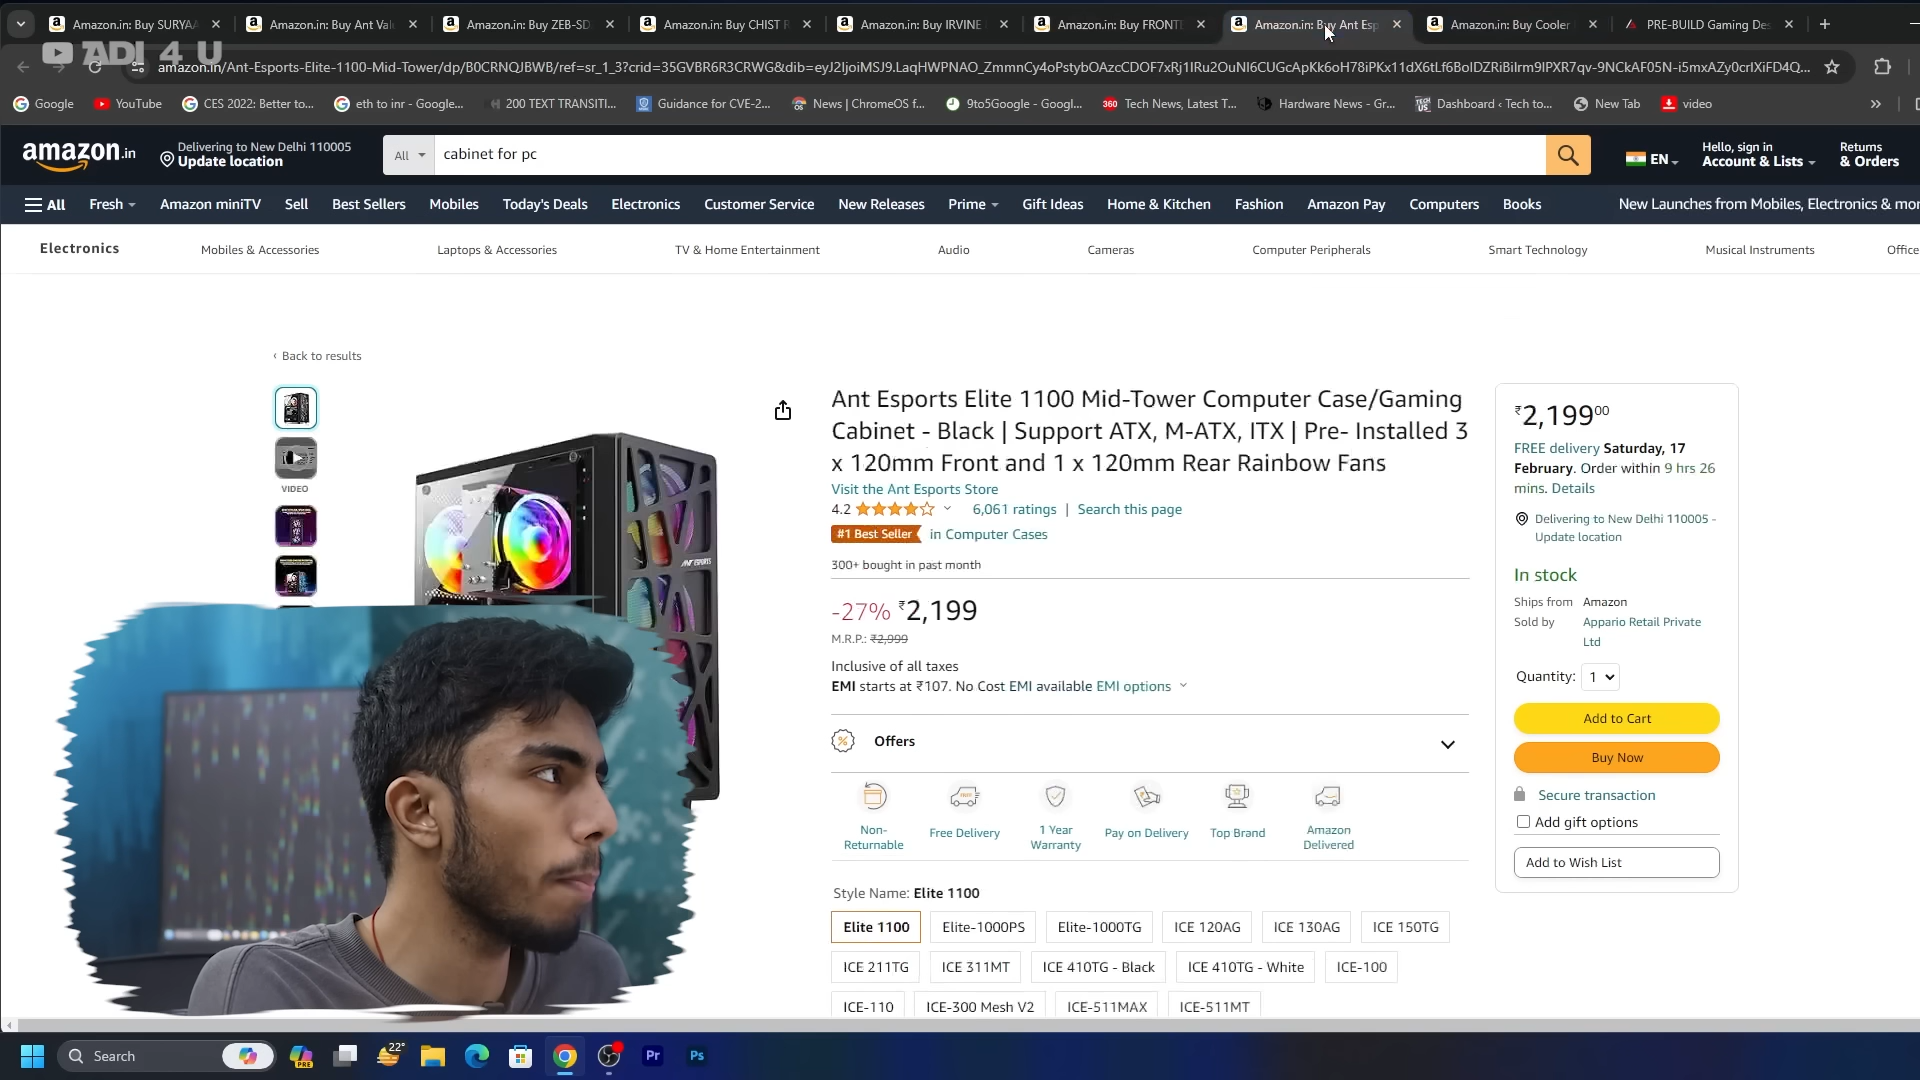 Amazon.in: Buy SURYA
Amazon.in: Buy Ant Val
Amazon.in: Buy ZEB-SD
Amazon.in: Buy CHIST R
Amazon.in: Buy IRVINE
Amazon.in: Buy FRONTE
Amazon.in: Buy Ant Esp
Amazon.in: Buy Cooler
PRE-BUILD Gaming Des
ADI 4 U
amazon.in/Ant-Esports-Elite-1100-Mid-Tower/dp/B0CRNQJBWB/ref=sr_1_3?crid=35GVBR6R3CRWG&dib=
Google
YouTube
CES 2022: Better to...
eth to inr - Google...
200 TEXT TRANSITI...
Guidance for CVE-2...
News | ChromeOS f...
9to5Google - Googl...
360 Tech News, Latest T...
Hardware News - Gr...
Dashboard ‹ Tech to...
New Tab
video
amazon.in
Delivering to New Delhi 110005
Update location
All
cabinet for pc
EN
Hello, sign in
Account & Lists
Returns
& Orders
All
Fresh
Amazon miniTV
Sell
Best Sellers
Mobiles
Today's Deals
Electronics
Customer Service
New Releases
Prime
Gift Ideas
Home & Kitchen
Fashion
Amazon Pay
Computers
Books
New Launches from Mobiles, Electronics & mor
Electronics
Mobiles & Accessories
Laptops & Accessories
TV & Home Entertainment
Audio
Cameras
Computer Peripherals
Smart Technology
Musical Instruments
Office
‹ Back to results
VIDEO
ANT ESPORTS
Ant Esports Elite 1100 Mid-Tower Computer Case/Gaming
Cabinet - Black | Support ATX, M-ATX, ITX | Pre- Installed 3
x 120mm Front and 1 x 120mm Rear Rainbow Fans
Visit the Ant Esports Store
4.2
6,061 ratings | Search this page
#1 Best Seller in Computer Cases
300+ bought in past month
-27% ₹2,199
M.R.P.: ₹2,999
Inclusive of all taxes
EMI starts at ₹107. No Cost EMI available EMI options
Offers
Non-
Returnable
Free Delivery
1 Year
Warranty
Pay on Delivery
Top Brand
Amazon
Delivered
Style Name: Elite 1100
Elite 1100
Elite-1000PS
Elite-1000TG
ICE 120AG
ICE 130AG
ICE 150TG
ICE 211TG
ICE 311MT
ICE 410TG - Black
ICE 410TG - White
ICE-100
ICE-110
ICE-300 Mesh V2
ICE-511MAX
ICE-511MT
₹2,19900
FREE delivery Saturday, 17
February. Order within 9 hrs 26
mins. Details
Delivering to New Delhi 110005 -
Update location
In stock
Ships from Amazon
Sold by Appario Retail Private
Ltd
Quantity: 1
Add to Cart
Buy Now
Secure transaction
Add gift options
Add to Wish List
Search
PRE
22°
Pr
Ps